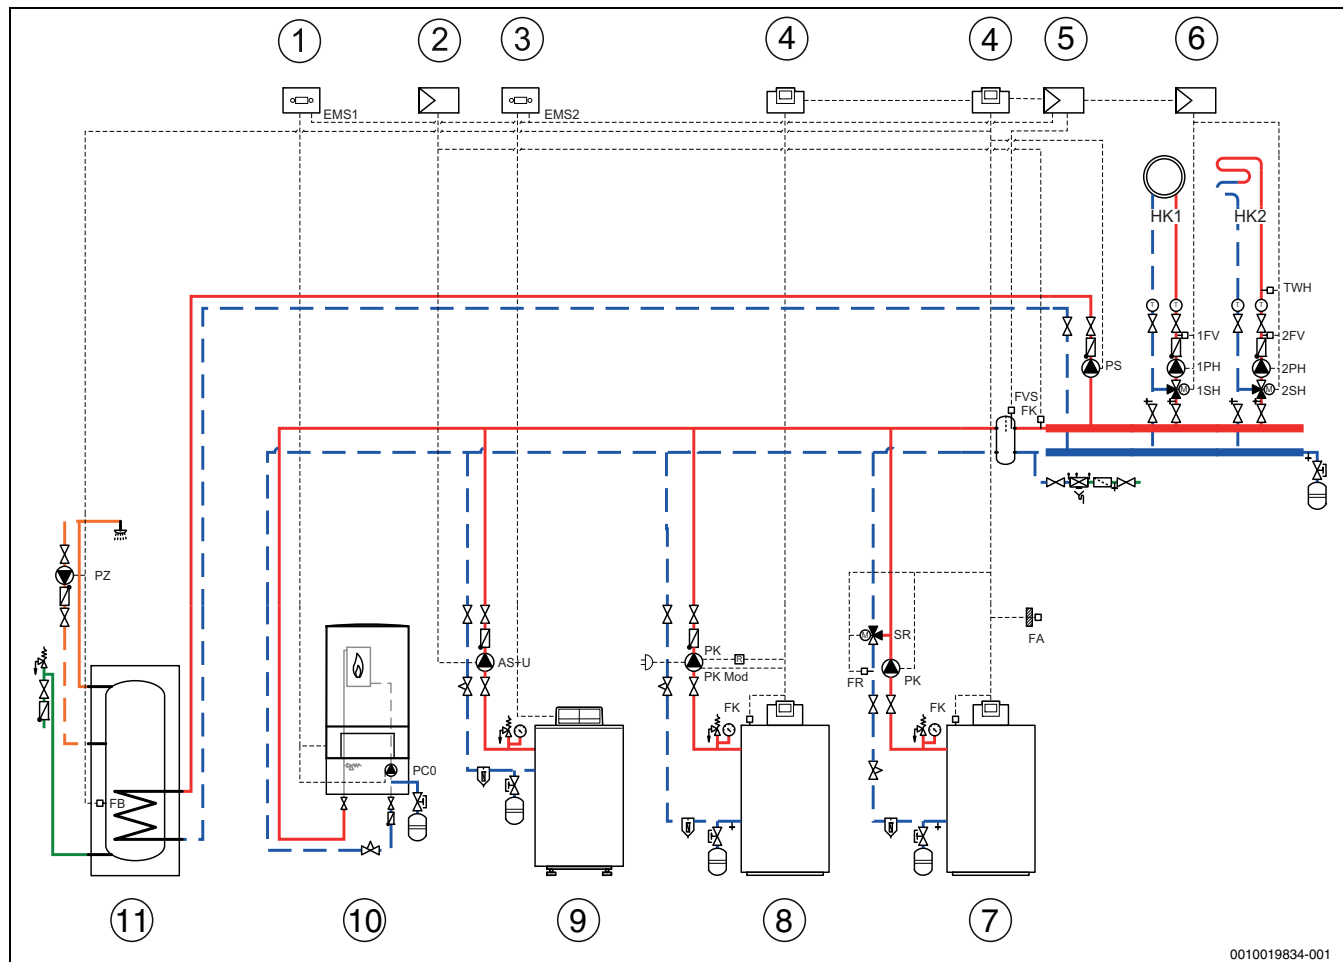 1
2
3
4
4
5
6
EMS1
EMS2
HK1
HK2
TWH
1FV
2FV
PS
1PH
2PH
M
1SH
M
2SH
T
T
T
T
FVS
FK
PZ
M
SR
FA
PK
R
AS-U
PK Mod
FR
PK
FK
FK
PC0
FB
11
10
9
8
7
0010019834-001